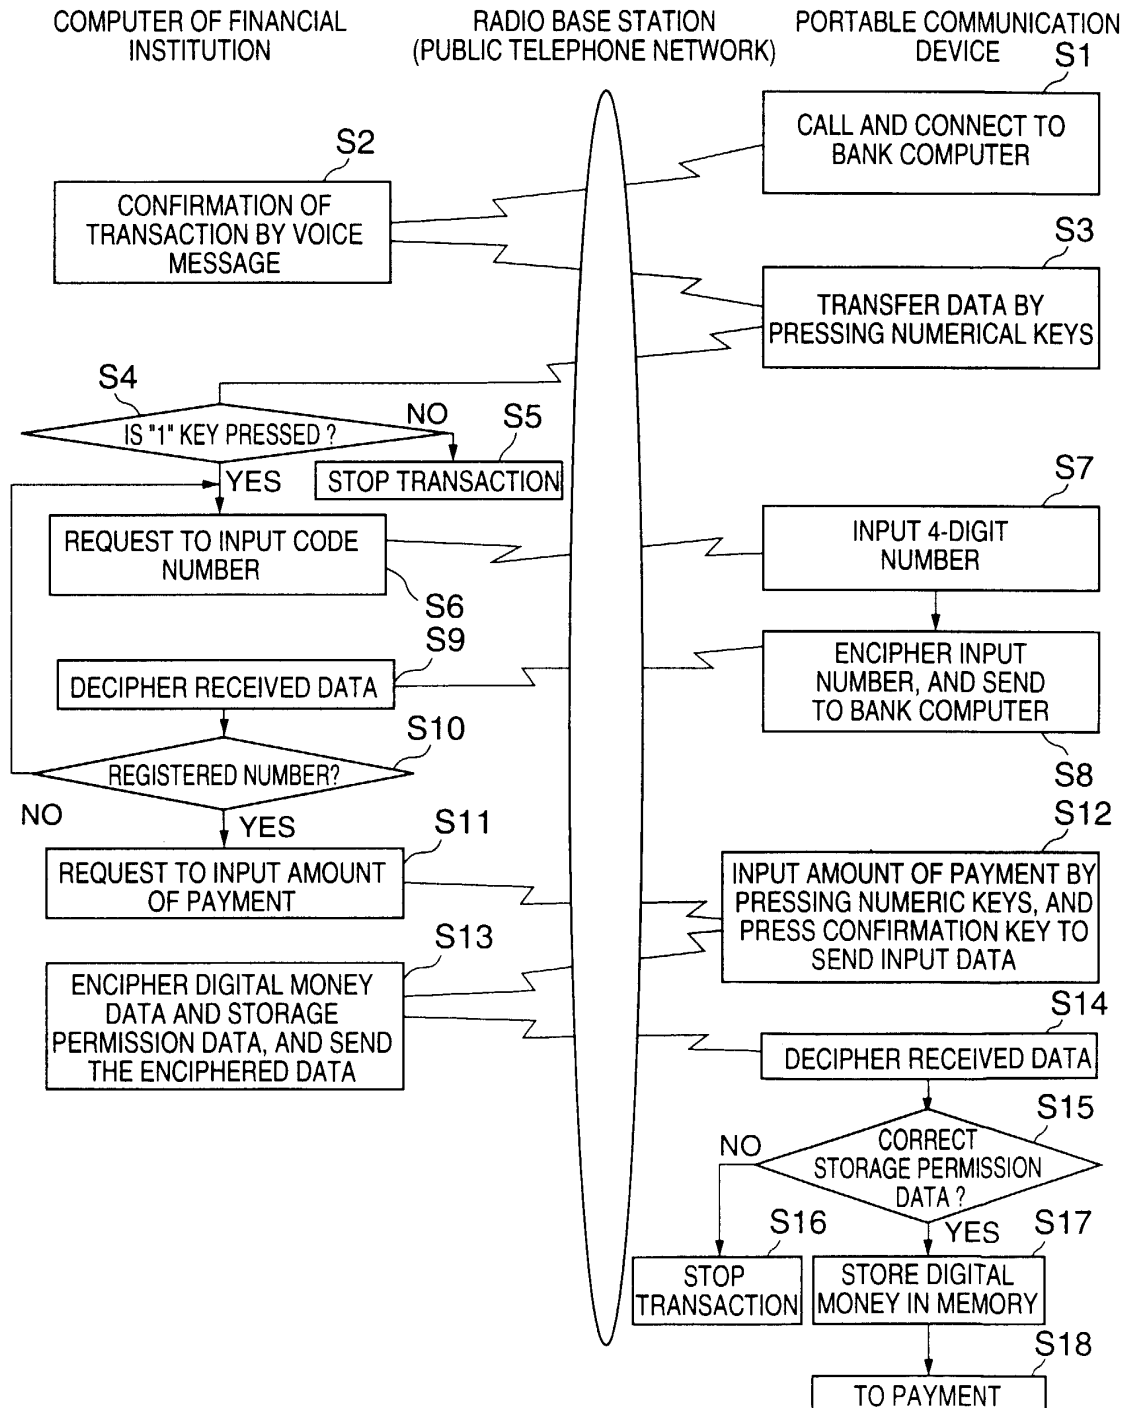 COMPUTER OF FINANCIAL
INSTITUTION
RADIO BASE STATION
(PUBLIC TELEPHONE NETWORK)
PORTABLE COMMUNICATION
DEVICE
S1
CALL AND CONNECT TO
BANK COMPUTER
S2
CONFIRMATION OF
TRANSACTION BY VOICE
MESSAGE
S3
TRANSFER DATA BY
PRESSING NUMERICAL KEYS
S4
IS "1" KEY PRESSED ?
NO
S5
STOP TRANSACTION
YES
REQUEST TO INPUT CODE
NUMBER
S6
S7
INPUT 4-DIGIT
NUMBER
ENCIPHER INPUT
NUMBER, AND SEND
TO BANK COMPUTER
S8
S9
DECIPHER RECEIVED DATA
S10
REGISTERED NUMBER?
NO
YES
S11
REQUEST TO INPUT AMOUNT
OF PAYMENT
S12
INPUT AMOUNT OF PAYMENT BY
PRESSING NUMERIC KEYS, AND
PRESS CONFIRMATION KEY TO
SEND INPUT DATA
S13
ENCIPHER DIGITAL MONEY
DATA AND STORAGE
PERMISSION DATA, AND SEND
THE ENCIPHERED DATA
S14
DECIPHER RECEIVED DATA
S15
CORRECT
STORAGE PERMISSION
DATA ?
NO
YES
S16
STOP
TRANSACTION
S17
STORE DIGITAL
MONEY IN MEMORY
S18
TO PAYMENT